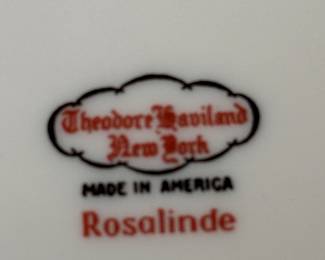 Theodore Haviland
New York
MADE IN AMERICA
Rosalinde